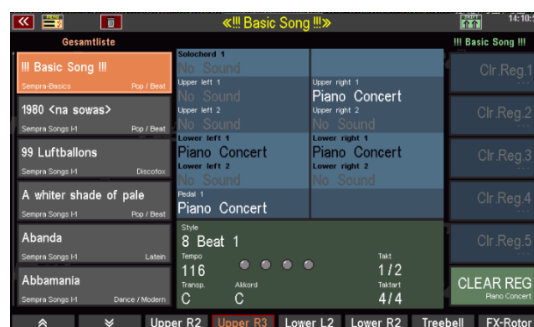 «!!! Basic Song !!!»
14:10:
Gesamtliste
!!! Basic Song !!!
!!! Basic Song !!!
Sempra-Basics Pop / Beat
1980 <na sowas>
Sempra Songs I-I Pop / Beat
99 Luftballons
Sempra Songs I-I Discofox
A whiter shade of pale
Sempra Songs I-I Pop / Beat
Abanda
Sempra Songs I-I Latein
Abbamania
Sempra Songs I-I Dance / Modern
Solochord 1
No Sound
Upper left 1
No Sound
Upper right 1
Piano Concert
Upper left 2
No Sound
Upper right 2
No Sound
Lower left 1
Piano Concert
Lower right 1
Piano Concert
Lower left 2
No Sound
Lower right 2
No Sound
Pedal 1
Piano Concert
Style
8 Beat 1
Tempo
116
Takt
1/2
Transp.
C
Akkord
C
Taktart
4/4
Clr.Reg.1
Clr.Reg.2
Clr.Reg.3
Clr.Reg.4
Clr.Reg.5
CLEAR REG
Piano Concert
Upper R2 Upper R3 Lower L2 Lower R2 Treebell FX-Rotor